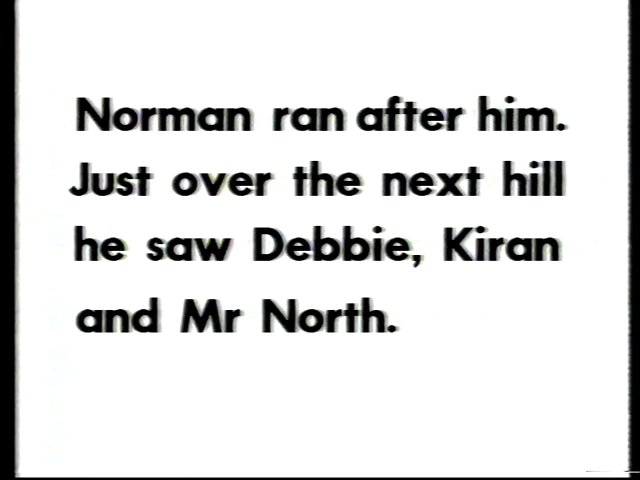 Norman ran after him.
Just over the next hill
he saw Debbie, Kiran
and Mr North.